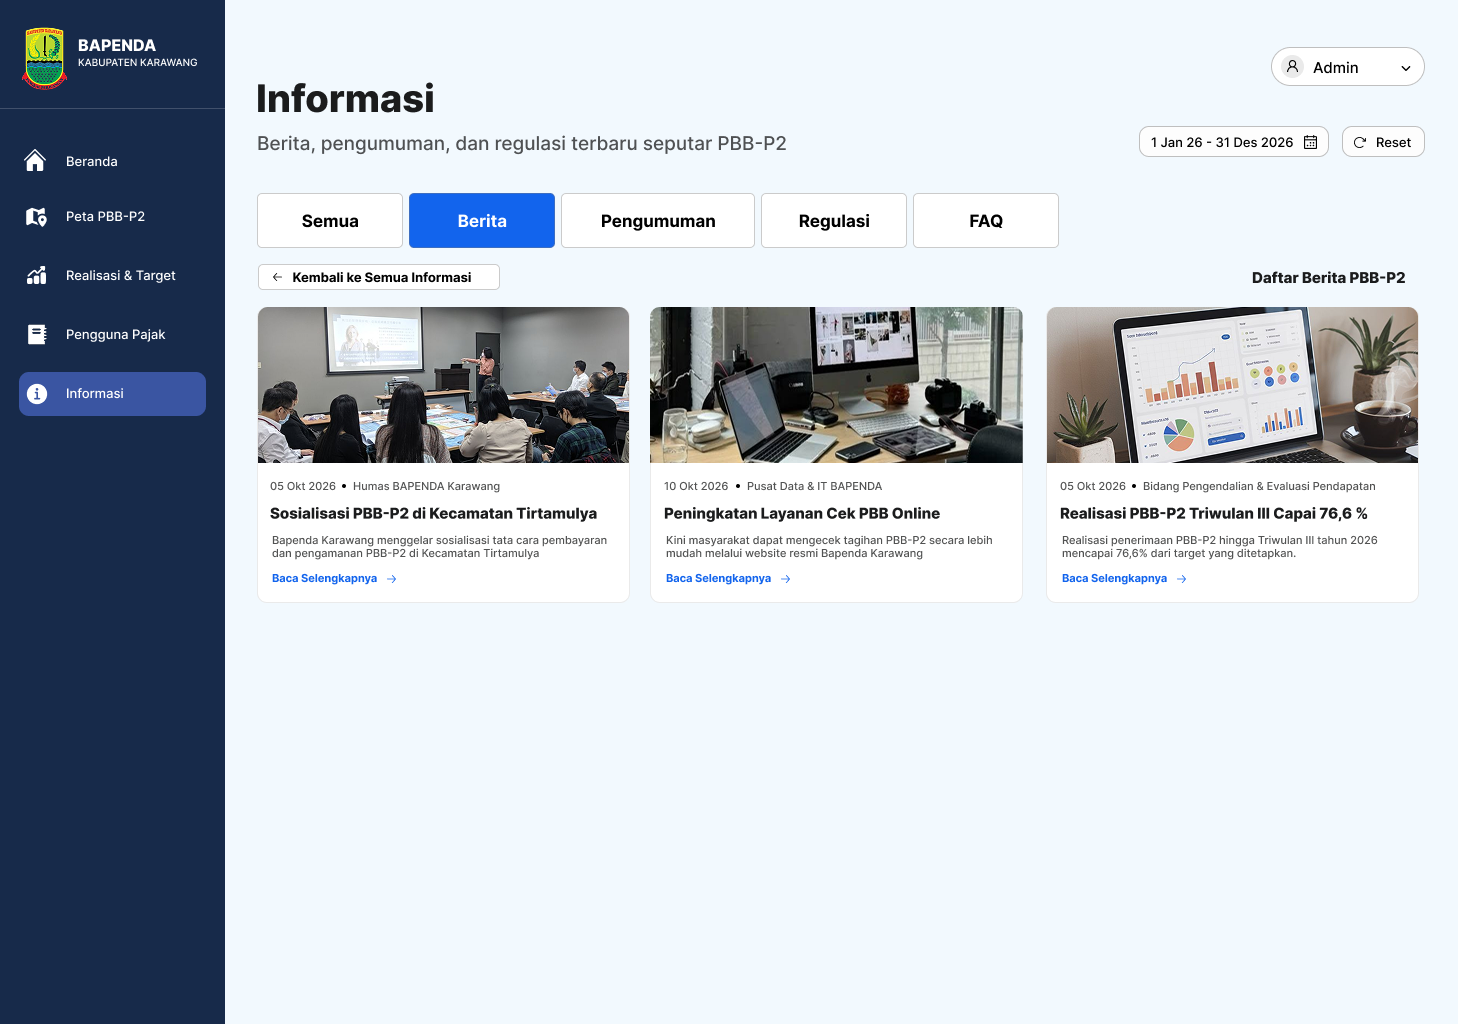 BAPENDA
KABUPATEN KARAWANG
Beranda
Peta PBB-P2
Realisasi & Target
Pengguna Pajak
Informasi
Admin
Informasi
Berita, pengumuman, dan regulasi terbaru seputar PBB-P2
1 Jan 26 - 31 Des 2026
Reset
Semua
Berita
Pengumuman
Regulasi
FAQ
Kembali ke Semua Informasi
Daftar Berita PBB-P2
05 Okt 2026 • Humas BAPENDA Karawang
Sosialisasi PBB-P2 di Kecamatan Tirtamulya
Bapenda Karawang menggelar sosialisasi tata cara pembayaran
dan pengamanan PBB-P2 di Kecamatan Tirtamulya
Baca Selengkapnya →
10 Okt 2026 • Pusat Data & IT BAPENDA
Peningkatan Layanan Cek PBB Online
Kini masyarakat dapat mengecek tagihan PBB-P2 secara lebih
mudah melalui website resmi Bapenda Karawang
Baca Selengkapnya →
05 Okt 2026 • Bidang Pengendalian & Evaluasi Pendapatan
Realisasi PBB-P2 Triwulan III Capai 76,6 %
Realisasi penerimaan PBB-P2 hingga Triwulan III tahun 2026
mencapai 76,6% dari target yang ditetapkan.
Baca Selengkapnya →